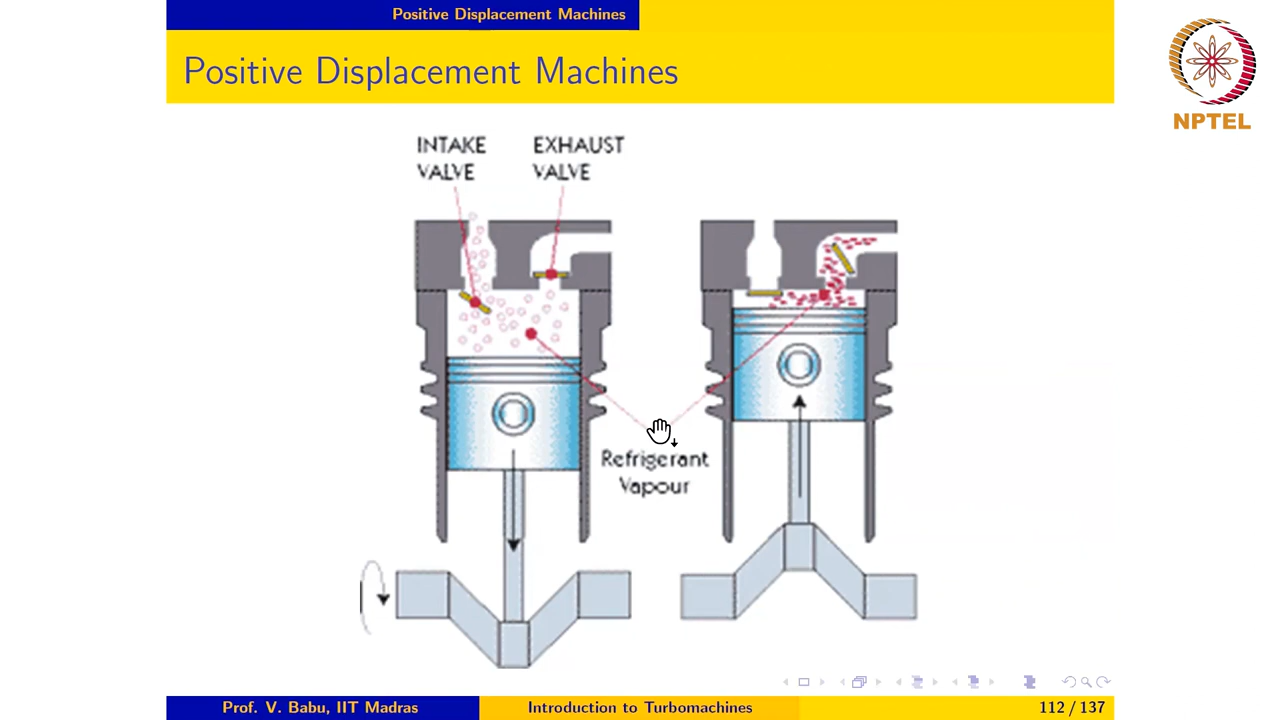 Positive Displacement Machines
Positive Displacement Machines
NPTEL
INTAKE
VALVE
EXHAUST
VALVE
Refrigerant
Vapour
Prof. V. Babu, IIT Madras
Introduction to Turbomachines
112 / 137